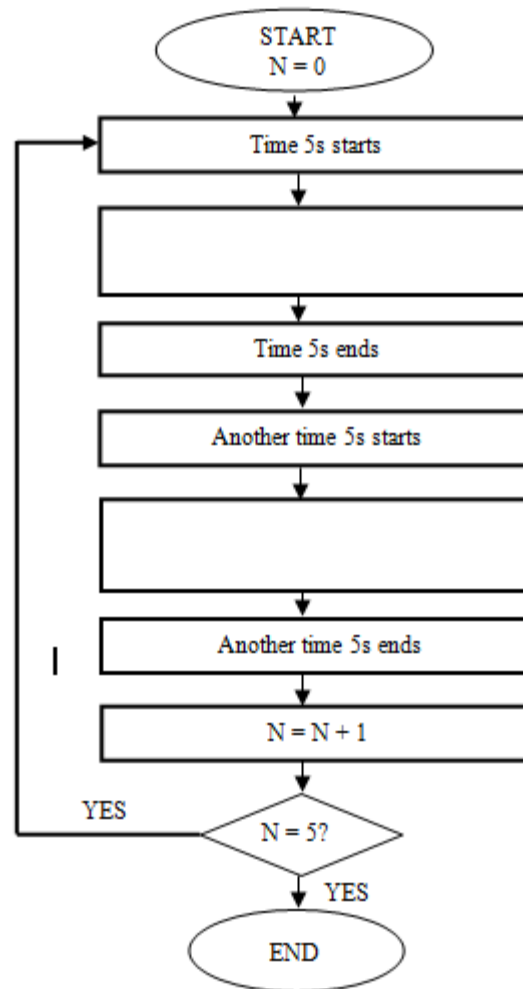 START
N = 0
Time 5s starts
Time 5s ends
Another time 5s starts
Another time 5s ends
N = N + 1
YES
N = 5?
YES
END